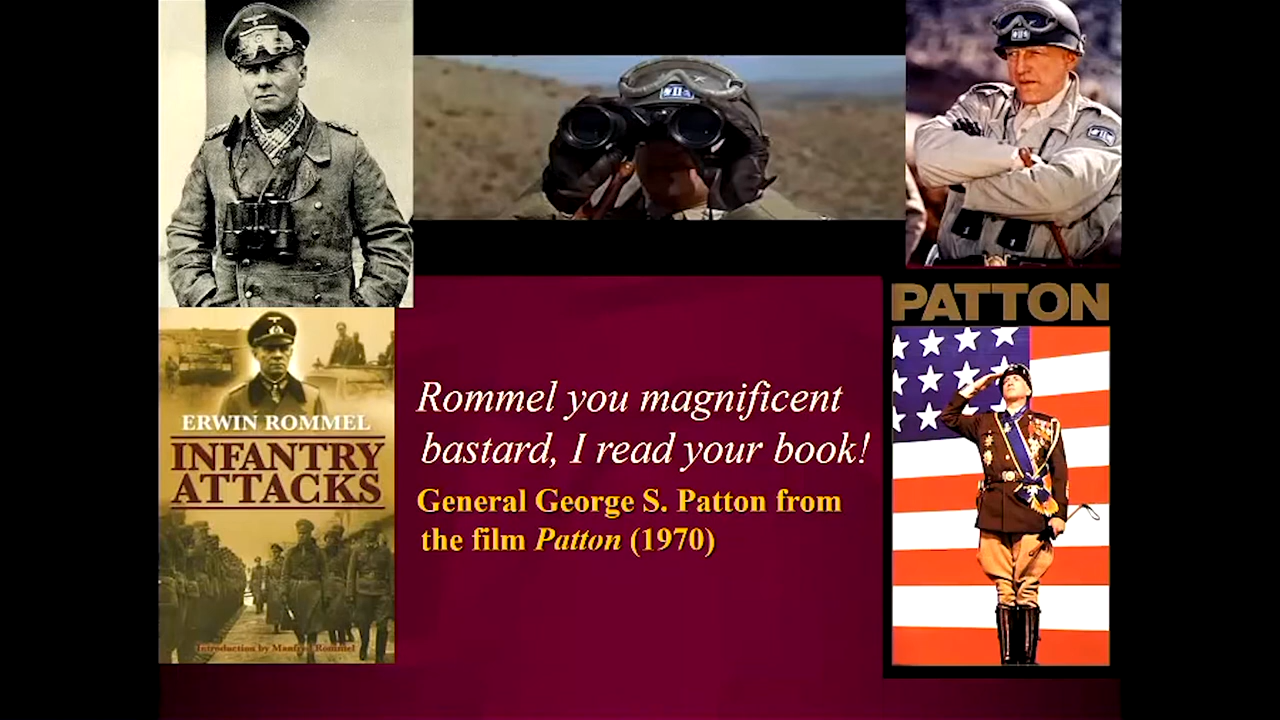 ERWIN ROMMEL
INFANTRY
ATTACKS
Introduction by Manfred Rommel
Rommel you magnificent
bastard, I read your book!
General George S. Patton from
the film Patton (1970)
PATTON